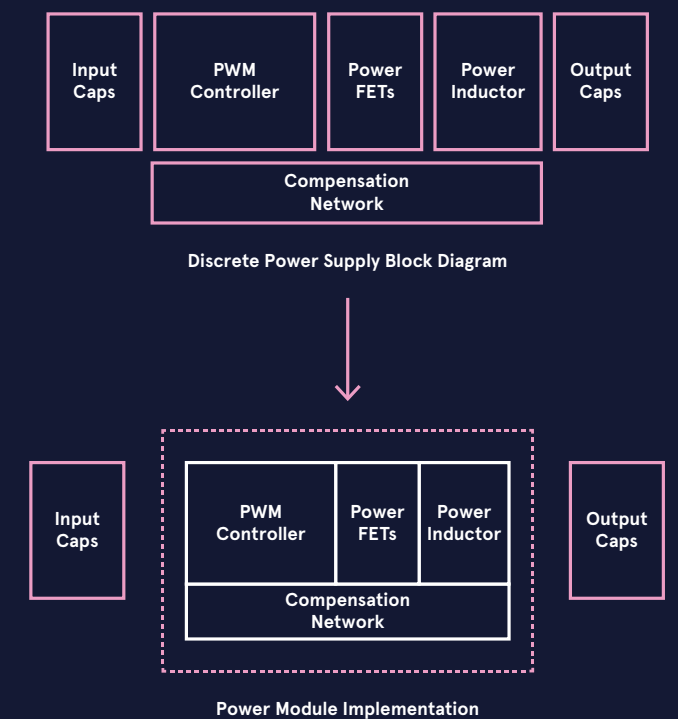 Input
Caps
PWM
Controller
Power
FETs
Power
Inductor
Output
Caps
Compensation
Network
Discrete Power Supply Block Diagram
Input
Caps
PWM
Controller
Power
FETs
Power
Inductor
Output
Caps
Compensation
Network
Power Module Implementation